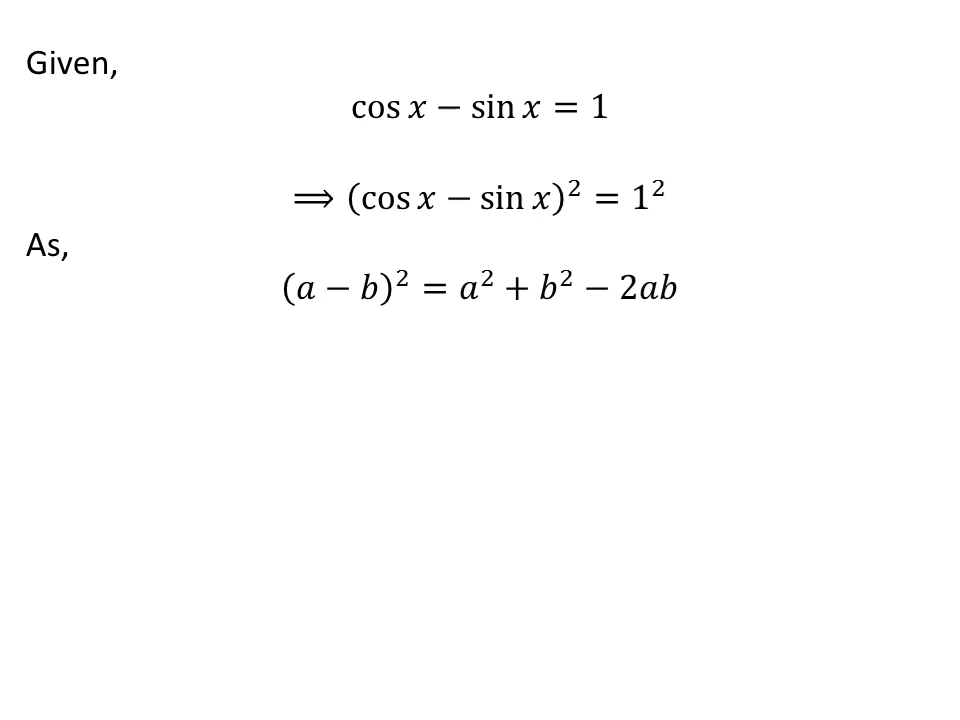 Given,
cos 𝑥 − sin 𝑥 = 1
⟹ (cos 𝑥 − sin 𝑥)² = 1²
As,
(𝑎 − 𝑏)² = 𝑎² + 𝑏² − 2𝑎𝑏